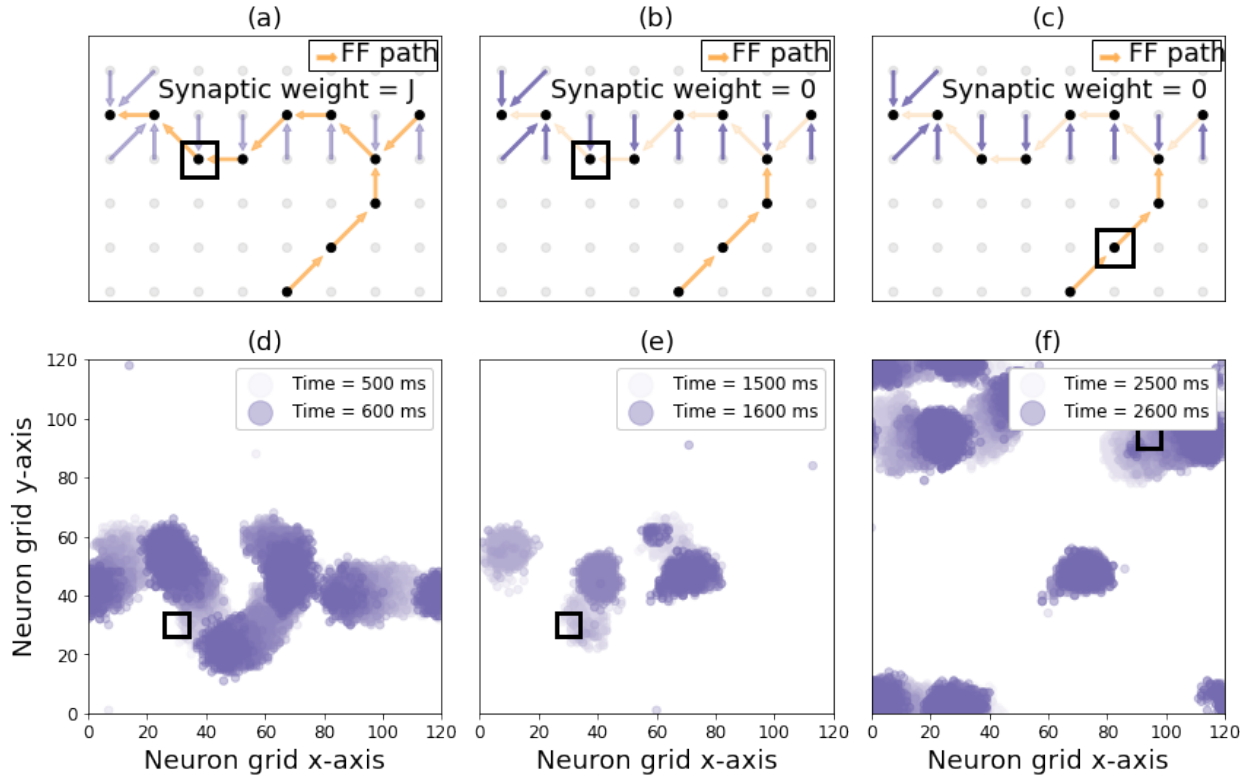 (a) (b) (c)
FF path FF path FF path
Synaptic weight = J Synaptic weight = 0 Synaptic weight = 0
(d) (e) (f)
Time = 500 ms Time = 1500 ms Time = 2500 ms
Time = 600 ms Time = 1600 ms Time = 2600 ms
Neuron grid y-axis
120
100
80
60
40
20
0
0 20 40 60 80 100 120 0 20 40 60 80 100 120 0 20 40 60 80 100 120
Neuron grid x-axis Neuron grid x-axis Neuron grid x-axis